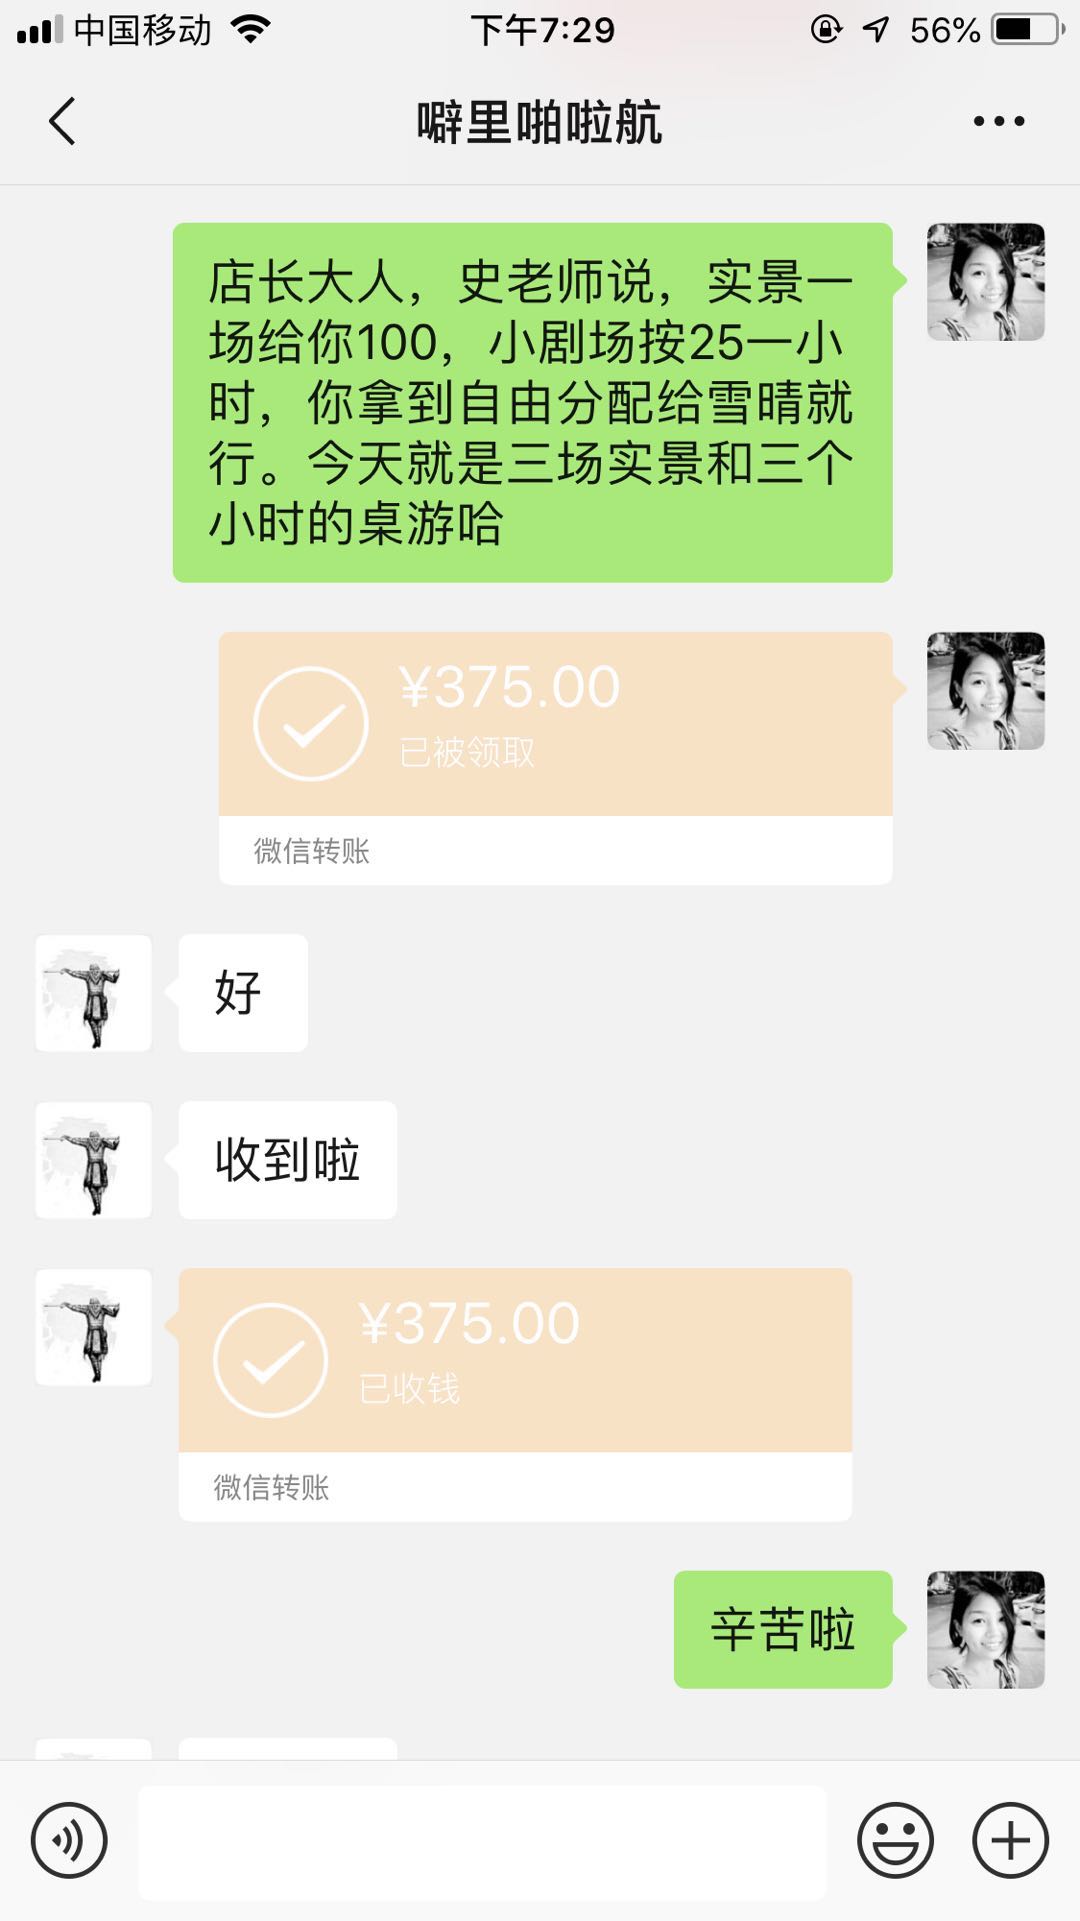 中国移动 下午7:29 56%
噼里啪啦航
店长大人，史老师说，实景一
场给你100，小剧场按25一小
时，你拿到自由分配给雪晴就
行。今天就是三场实景和三个
小时的桌游哈
¥375.00
已被领取
微信转账
好
收到啦
¥375.00
已收钱
微信转账
辛苦啦